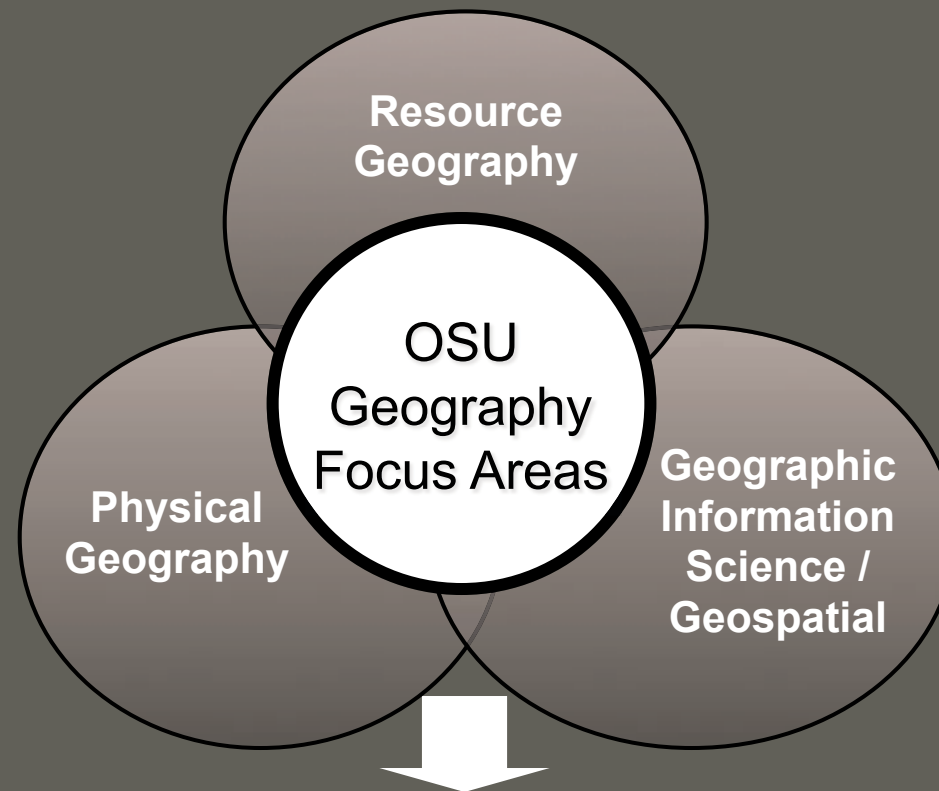 Resource
Geography
OSU
Geography
Focus Areas
Physical
Geography
Geographic
Information
Science /
Geospatial